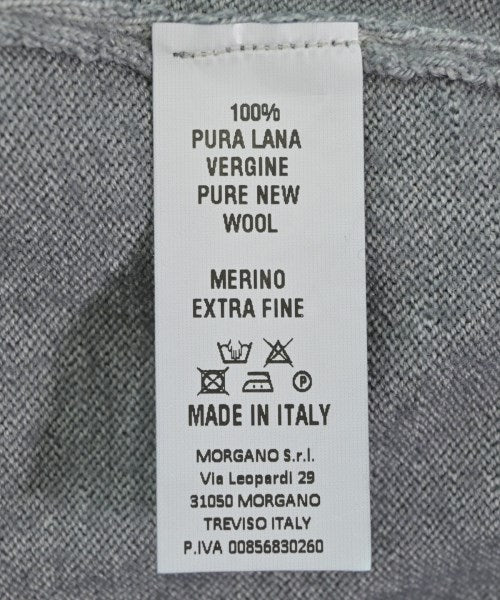 100%
PURA LANA
VERGINE
PURE NEW
WOOL
MERINO
EXTRA FINE
P
MADE IN ITALY
MORGANO S.r.l.
Via Leopardi 29
31050 MORGANO
TREVISO ITALY
P.IVA 00856830260